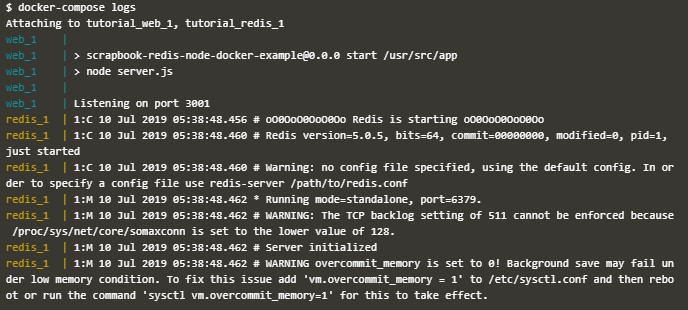 $ docker-compose logs
Attaching to tutorial_web_1, tutorial_redis_1
web_1    |
web_1    | > scrapbook-redis-node-docker-example@0.0.0 start /usr/src/app
web_1    | > node server.js
web_1    |
web_1    | Listening on port 3001
redis_1  | 1:C 10 Jul 2019 05:38:48.456 # oO0OoO0OoO0Oo Redis is starting oO0OoO0OoO0Oo
redis_1  | 1:C 10 Jul 2019 05:38:48.460 # Redis version=5.0.5, bits=64, commit=00000000, modified=0, pid=1,
just started
redis_1  | 1:C 10 Jul 2019 05:38:48.460 # Warning: no config file specified, using the default config. In or
der to specify a config file use redis-server /path/to/redis.conf
redis_1  | 1:M 10 Jul 2019 05:38:48.462 * Running mode=standalone, port=6379.
redis_1  | 1:M 10 Jul 2019 05:38:48.462 # WARNING: The TCP backlog setting of 511 cannot be enforced because
 /proc/sys/net/core/somaxconn is set to the lower value of 128.
redis_1  | 1:M 10 Jul 2019 05:38:48.462 # Server initialized
redis_1  | 1:M 10 Jul 2019 05:38:48.462 # WARNING overcommit_memory is set to 0! Background save may fail un
der low memory condition. To fix this issue add 'vm.overcommit_memory = 1' to /etc/sysctl.conf and then rebo
ot or run the command 'sysctl vm.overcommit_memory=1' for this to take effect.